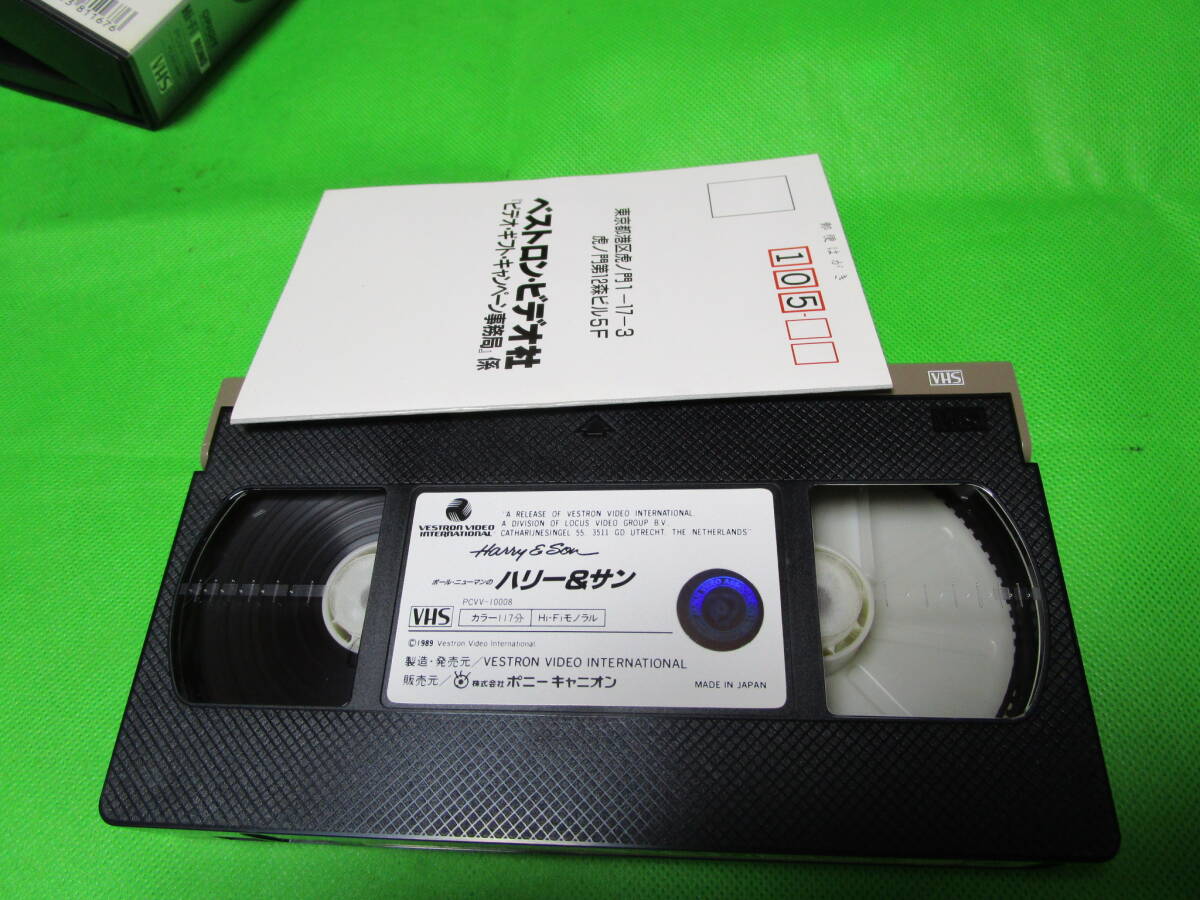 811676
VHS
郵便はがき
105-
東京都港区虎ノ門1-17-3
虎ノ門第12森ビル5F
ベストロン・ビデオ社
『ビデオ・ギフト・キャンペーン事務局』係
VHS
VESTRON VIDEO
INTERNATIONAL
"A RELEASE OF VESTRON VIDEO INTERNATIONAL.
A DIVISION OF LOCUS VIDEO GROUP B.V.,
CATHARIJNESINGEL 55 3511 GD UTRECHT, THE NETHERLANDS"
Harry & Son
ポール・ニューマンの ハリー&サン
PCVV-10008
VHS カラー117分 Hi-Fiモノラル
©1989 Vestron Video International
製造・発売元/VESTRON VIDEO INTERNATIONAL
販売元/株式会社ポニーキャニオン
MADE IN JAPAN